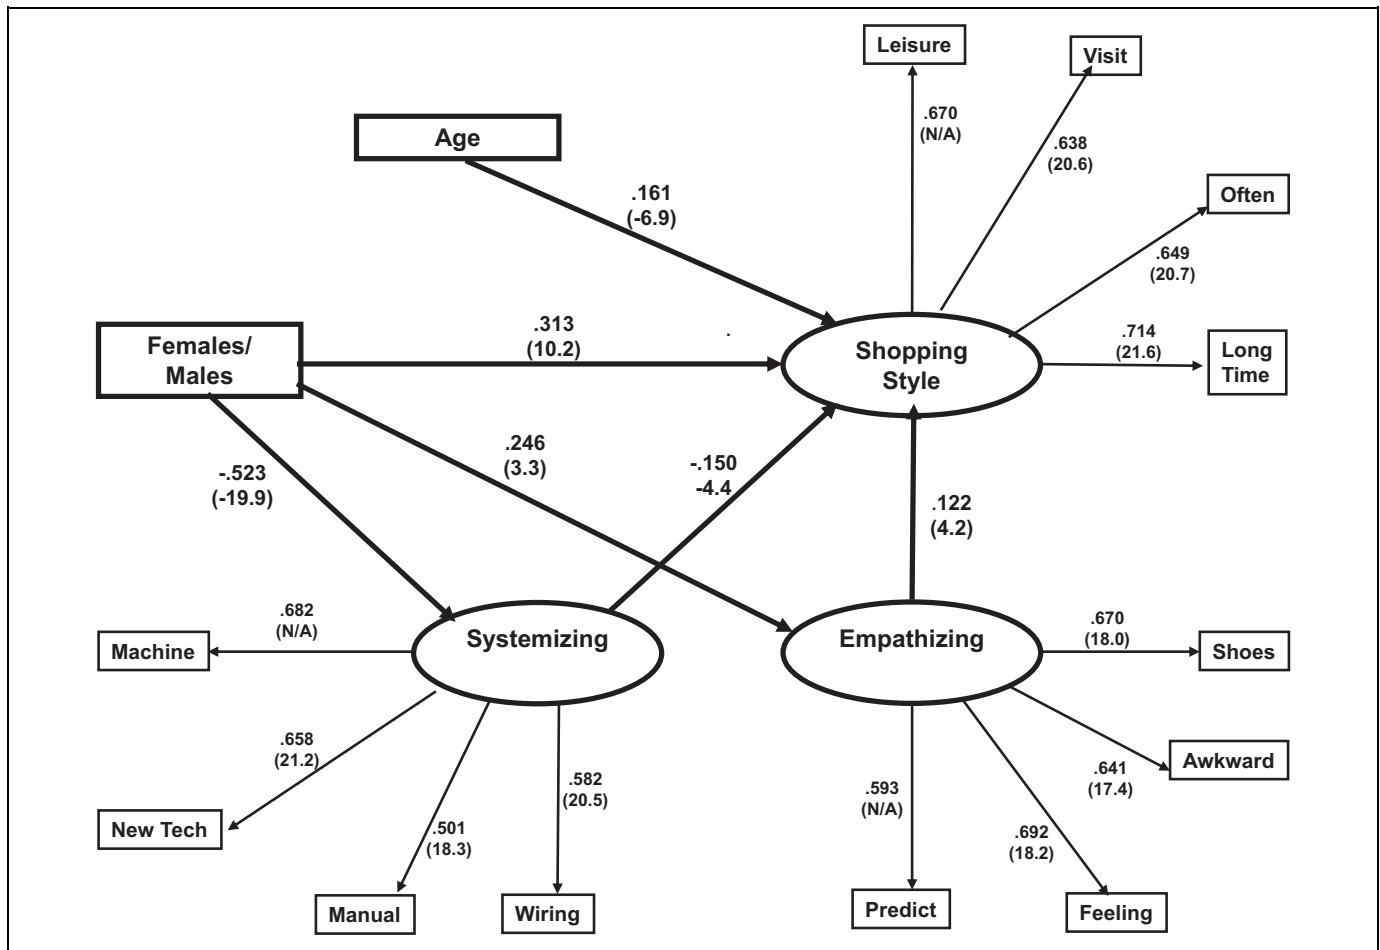 Leisure
Visit
.670
(N/A)
Age
.638
(20.6)
.161
(-6.9)
Often
.649
(20.7)
Females/
Males
.313
(10.2)
.
Shopping
Style
.714
(21.6)
Long
Time
.246
(3.3)
-.150
-4.4
-.523
(-19.9)
.122
(4.2)
.682
(N/A)
Machine
Systemizing
Empathizing
.670
(18.0)
Shoes
.658
(21.2)
.582
(20.5)
.593
(N/A)
.641
(17.4)
Awkward
New Tech
.501
(18.3)
.692
(18.2)
Manual
Wiring
Predict
Feeling